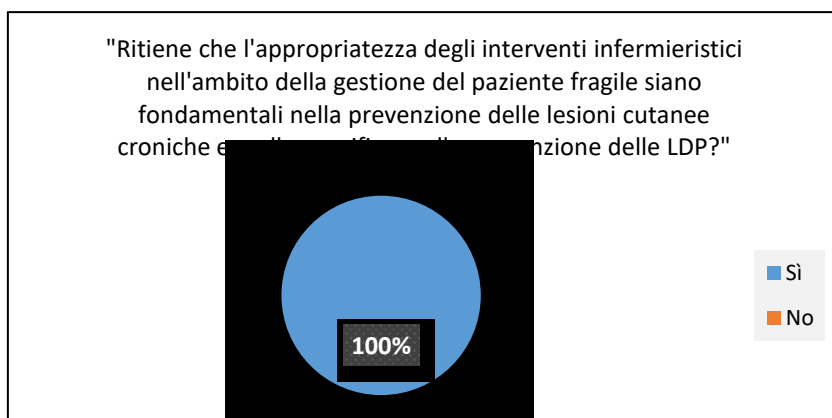 "Ritiene che l'appropriatezza degli interventi infermieristici
nell'ambito della gestione del paziente fragile siano
fondamentali nella prevenzione delle lesioni cutanee
croniche delle LDP?"
Sì
No
100%